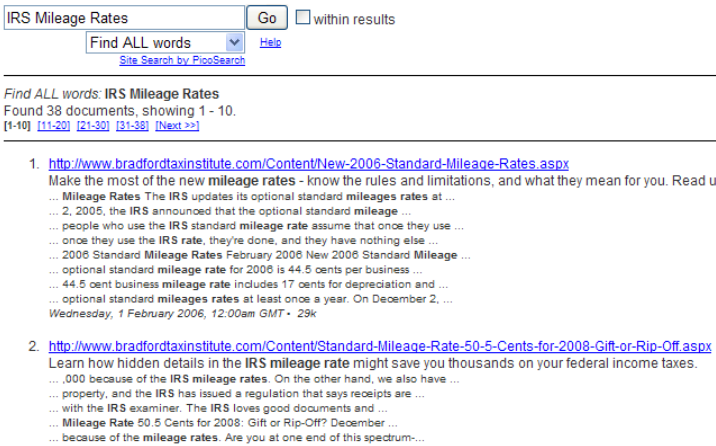 IRS Mileage Rates Go within results
Find ALL words Help
Site Search by PicoSearch
Find ALL words: IRS Mileage Rates
Found 38 documents, showing 1 - 10.
[1-10] [11-20] [21-30] [31-38] [Next >>]
1. http://www.bradfordtaxinstitute.com/Content/New-2006-Standard-Mileage-Rates.aspx
Make the most of the new mileage rates - know the rules and limitations, and what they mean for you. Read u
... Mileage Rates The IRS updates its optional standard mileages rates at ...
... 2, 2005, the IRS announced that the optional standard mileage ...
... people who use the IRS standard mileage rate assume that once they use ...
... once they use the IRS rate, they're done, and they have nothing else ...
... 2006 Standard Mileage Rates February 2006 New 2006 Standard Mileage ...
... optional standard mileage rate for 2006 is 44.5 cents per business ...
... 44.5 cent business mileage rate includes 17 cents for depreciation and ...
... optional standard mileages rates at least once a year. On December 2, ...
Wednesday, 1 February 2006, 12:00am GMT • 29k
2. http://www.bradfordtaxinstitute.com/Content/Standard-Mileage-Rate-50-5-Cents-for-2008-Gift-or-Rip-Off.aspx
Learn how hidden details in the IRS mileage rate might save you thousands on your federal income taxes.
... ,000 because of the IRS mileage rates. On the other hand, we also have ...
... property, and the IRS has issued a regulation that says receipts are ...
... with the IRS examiner. The IRS loves good documents and ...
... Mileage Rate 50.5 Cents for 2008: Gift or Rip-Off? December ...
... because of the mileage rates. Are you at one end of this spectrum-...